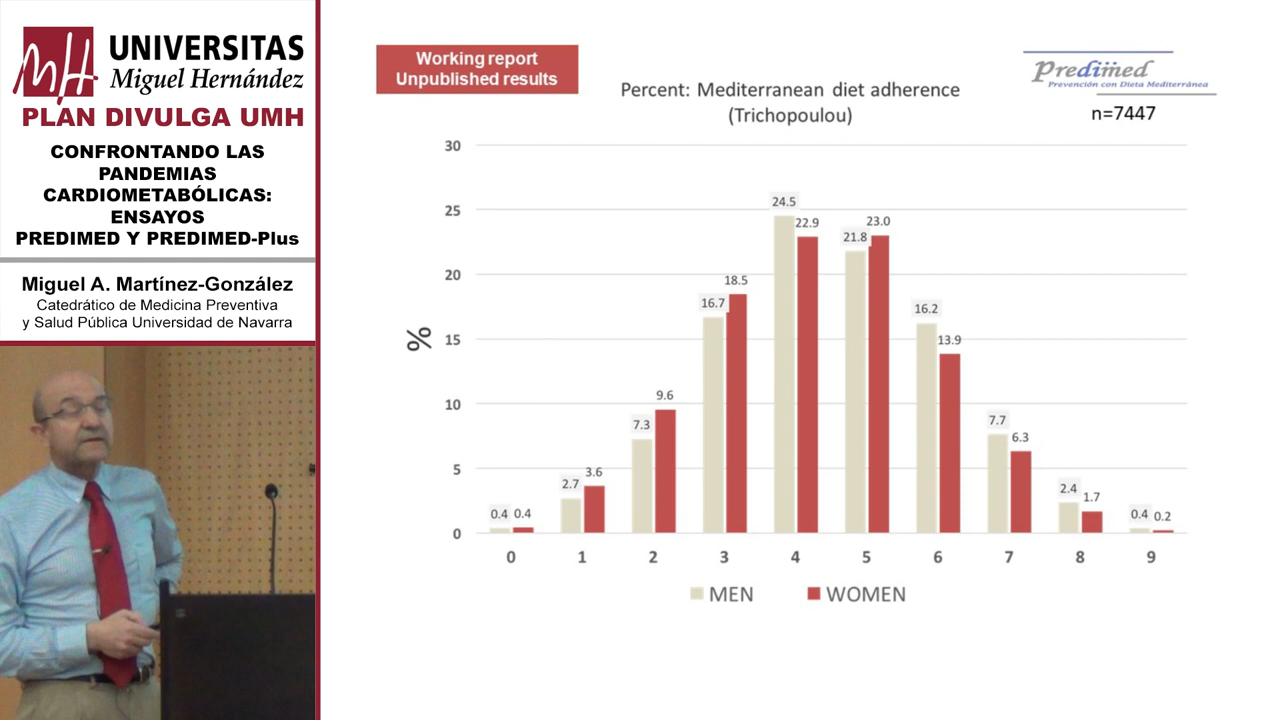 UNIVERSITAS
Miguel Hernández
PLAN DIVULGA UMH
CONFRONTANDO LAS
PANDEMIAS
CARDIOMETABÓLICAS:
ENSAYOS
PREDIMED Y PREDIMED-Plus
Miguel A. Martínez-González
Catedrático de Medicina Preventiva
y Salud Pública Universidad de Navarra
Working report
Unpublished results
Percent: Mediterranean diet adherence
(Trichopoulou)
Predimed
Prevención con Dieta Mediterránea
n=7447
%
30
25
20
15
10
5
0
0.4 0.4
2.7 3.6
7.3 9.6
16.7 18.5
24.5 22.9
21.8 23.0
16.2 13.9
7.7 6.3
2.4 1.7
0.4 0.2
0 1 2 3 4 5 6 7 8 9
MEN WOMEN